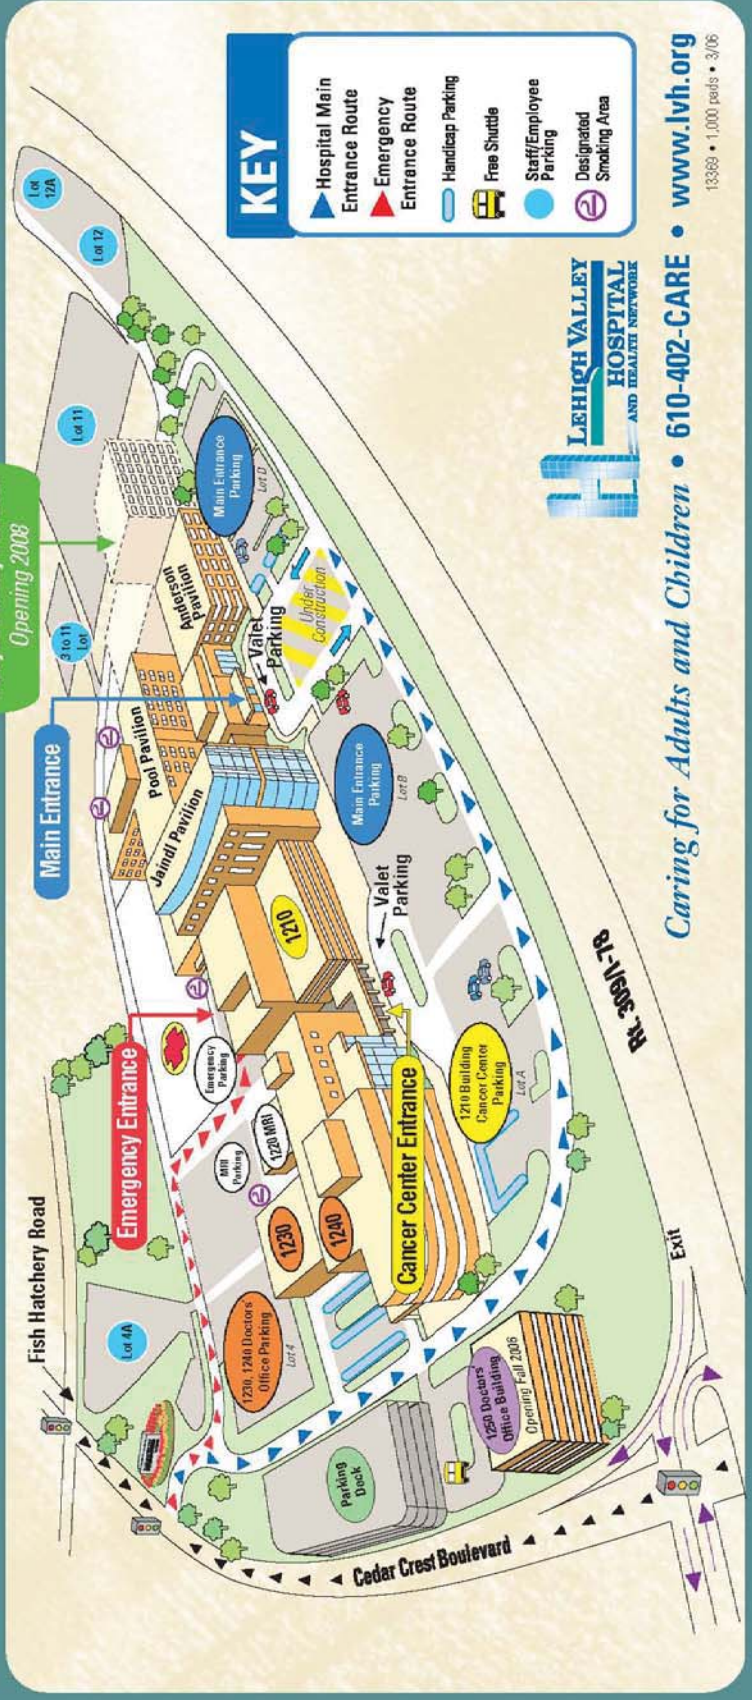 Opening 2008
Lot
12A
Lot 12
Lot 11
3 to 11
Lot
Main Entrance
Emergency Entrance
Fish Hatchery Road
Lot 4A
Anderson
Pavilion
Pool Pavilion
Jaindl Pavilion
Main Entrance
Parking
Lot D
Under
Construction
Valet
Parking
Main Entrance
Parking
Lot B
1210
Valet
Parking
Emergency
Parking
MRI
Parking
1220 MRI
1230
1240
Cancer Center Entrance
1210 Building
Cancer Center
Parking
Lot A
1230, 1240 Doctors'
Office Parking
Lot 4
Parking
Dock
1250 Doctors'
Office Building
Opening Fall 2006
Cedar Crest Boulevard
Exit
Rt. 309/I-78
KEY
Hospital Main
Entrance Route
Emergency
Entrance Route
Handicap Parking
Free Shuttle
Staff/Employee
Parking
Designated
Smoking Area
LEHIGH VALLEY
HOSPITAL
AND HEALTH NETWORK
Caring for Adults and Children • 610-402-CARE • www.lvh.org
13369 • 1,000 pads • 3/06